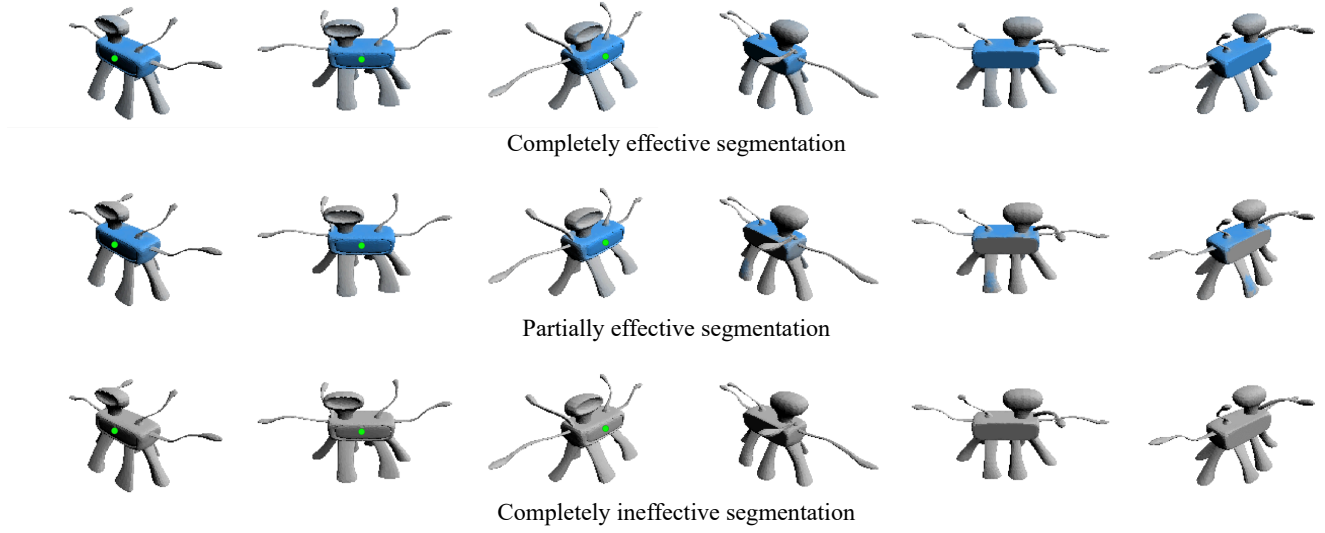 Completely effective segmentation
Partially effective segmentation
Completely ineffective segmentation